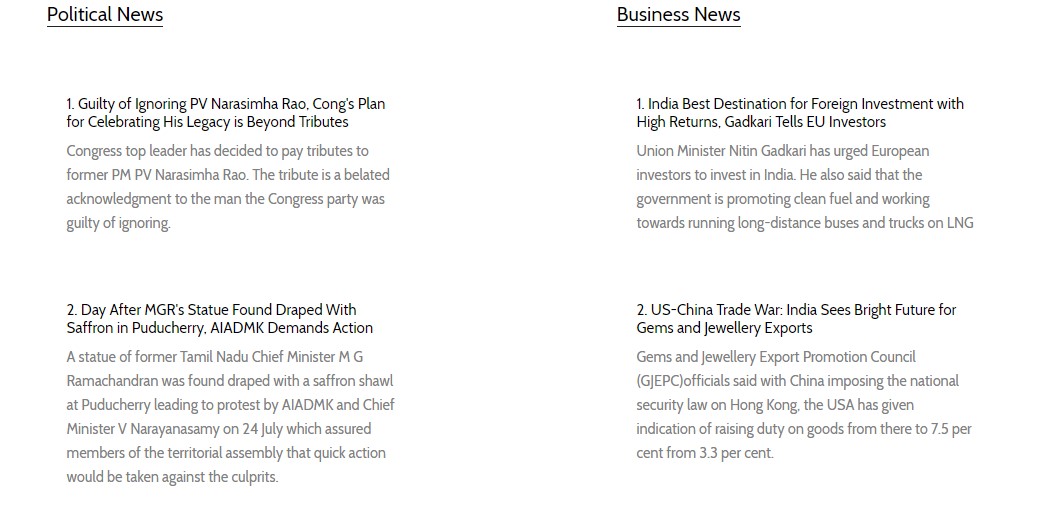 Political News
1. Guilty of Ignoring PV Narasimha Rao, Cong's Plan
for Celebrating His Legacy is Beyond Tributes
Congress top leader has decided to pay tributes to
former PM PV Narasimha Rao. The tribute is a belated
acknowledgment to the man the Congress party was
guilty of ignoring.
2. Day After MGR's Statue Found Draped With
Saffron in Puducherry, AIADMK Demands Action
A statue of former Tamil Nadu Chief Minister M G
Ramachandran was found draped with a saffron shawl
at Puducherry leading to protest by AIADMK and Chief
Minister V Narayanasamy on 24 July which assured
members of the territorial assembly that quick action
would be taken against the culprits.
Business News
1. India Best Destination for Foreign Investment with
High Returns, Gadkari Tells EU Investors
Union Minister Nitin Gadkari has urged European
investors to invest in India. He also said that the
government is promoting clean fuel and working
towards running long-distance buses and trucks on LNG
2. US-China Trade War: India Sees Bright Future for
Gems and Jewellery Exports
Gems and Jewellery Export Promotion Council
(GJEPC)officials said with China imposing the national
security law on Hong Kong, the USA has given
indication of raising duty on goods from there to 7.5 per
cent from 3.3 per cent.